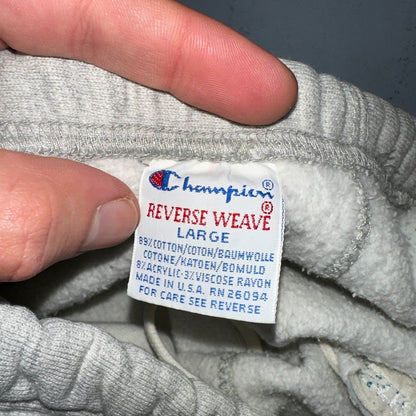 Champion®
REVERSE WEAVE®
LARGE
89% COTTON/COTON/BAUMWOLLE
COTONE/KATOEN/BOMULD
8% ACRYLIC-3% VISCOSE RAYON
MADE IN U.S.A. RN 26094
FOR CARE SEE REVERSE